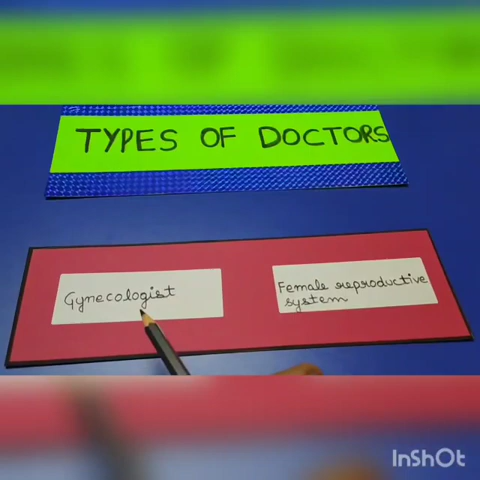 TYPES OF DOCTORS
Gynecologist
Female reproductive
system
InShOt